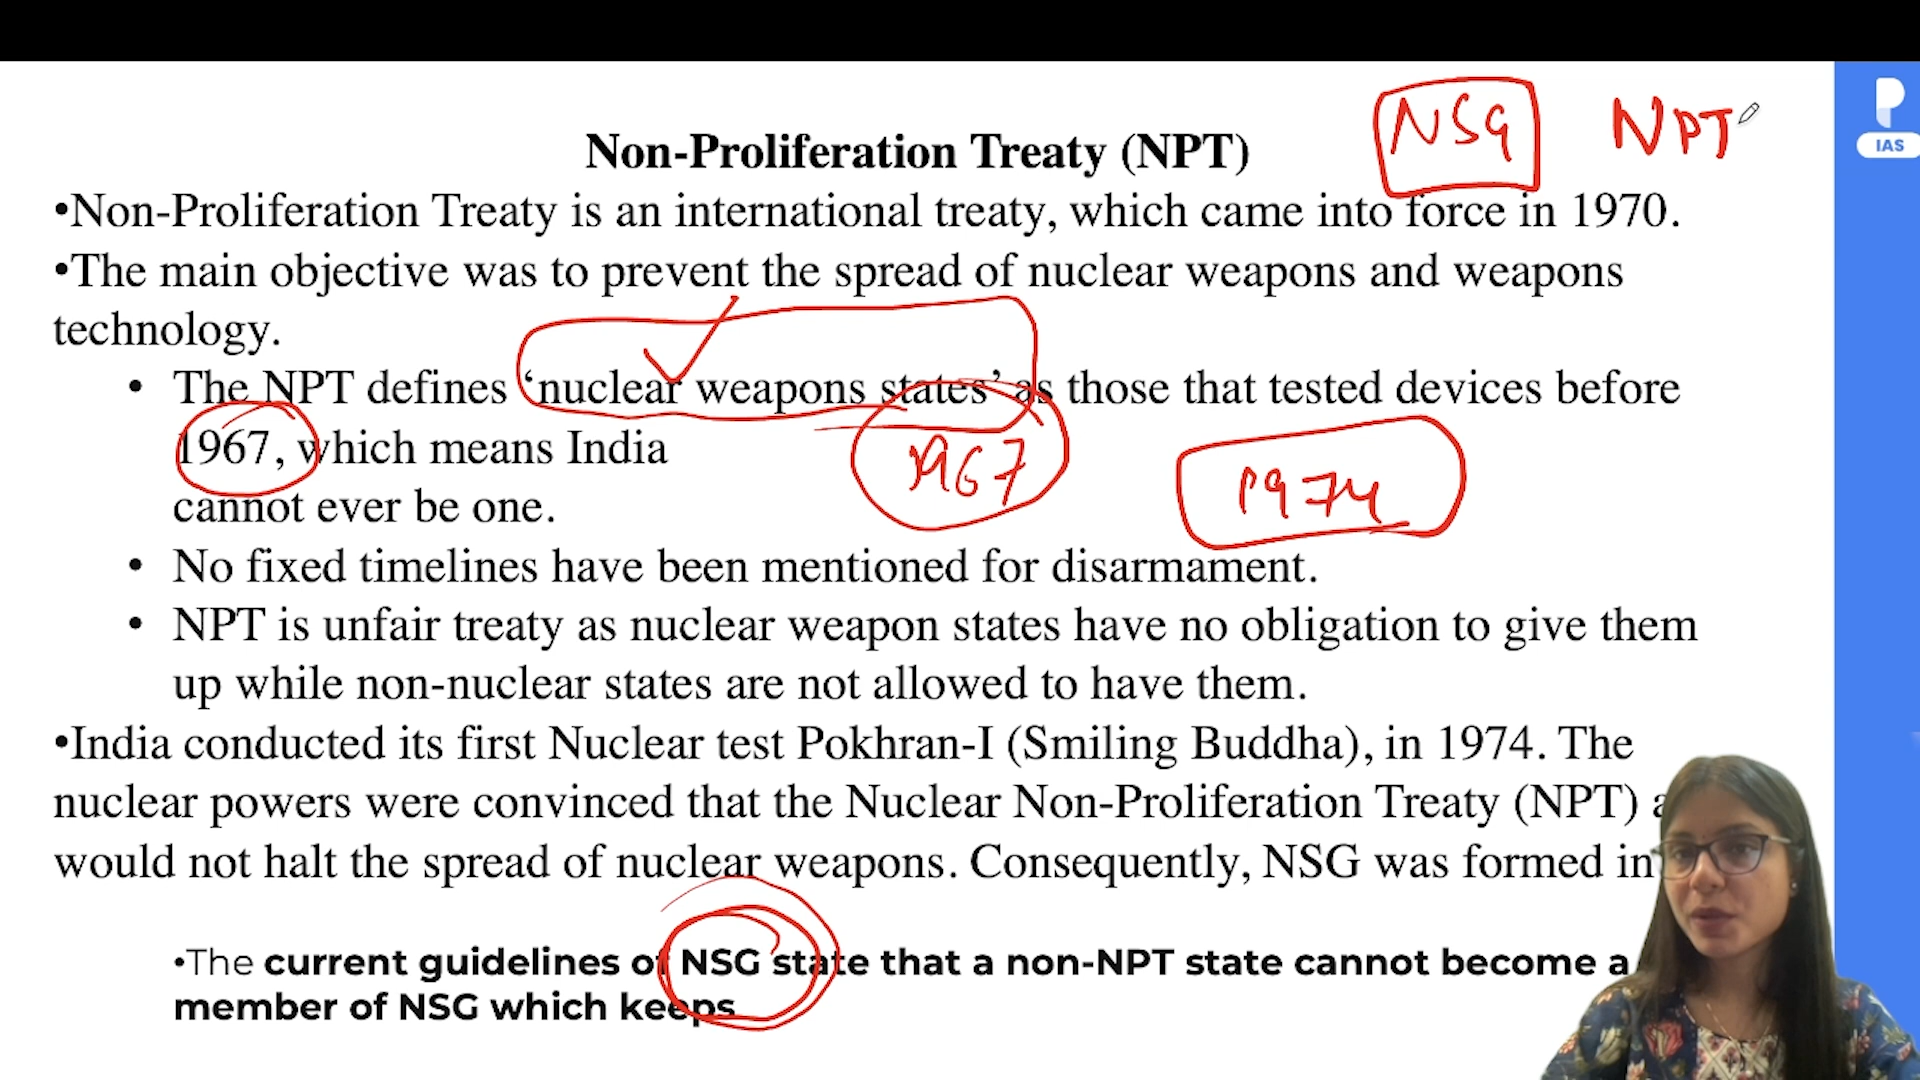 NSG NPT
IAS
Non-Proliferation Treaty (NPT)
•Non-Proliferation Treaty is an international treaty, which came into force in 1970.
•The main objective was to prevent the spread of nuclear weapons and weapons
technology.
• The NPT defines ‘nuclear weapons states’ as those that tested devices before
1967, which means India
1967 1974
cannot ever be one.
• No fixed timelines have been mentioned for disarmament.
• NPT is unfair treaty as nuclear weapon states have no obligation to give them
up while non-nuclear states are not allowed to have them.
•India conducted its first Nuclear test Pokhran-I (Smiling Buddha), in 1974. The
nuclear powers were convinced that the Nuclear Non-Proliferation Treaty (NPT)
would not halt the spread of nuclear weapons. Consequently, NSG was formed in
•The current guidelines of NSG state that a non-NPT state cannot become a
member of NSG which keeps